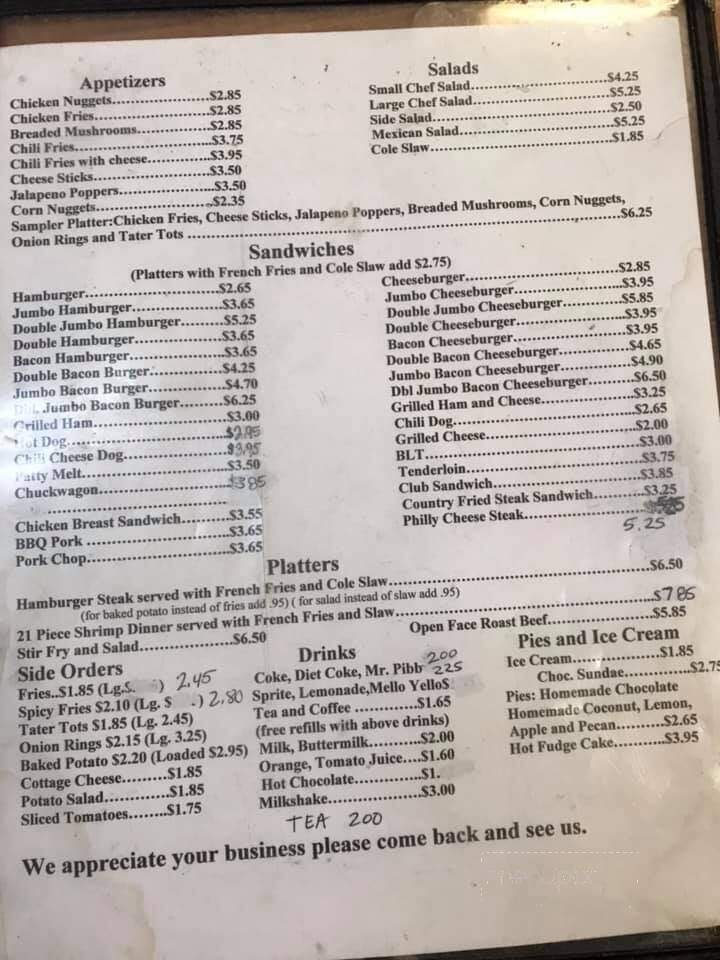 Appetizers
Chicken Nuggets......................$2.85
Chicken Fries.........................$2.85
Breaded Mushrooms...............$2.85
Chili Fries.............................$3.75
Chili Fries with cheese.............$3.95
Cheese Sticks.........................$3.50
Jalapeno Poppers....................$3.50
Corn Nuggets.........................$2.35
Salads
Small Chef Salad.............................$4.25
Large Chef Salad.............................$5.25
Side Salad.......................................$2.50
Mexican Salad.................................$5.25
Cole Slaw........................................$1.85
Sampler Platter:Chicken Fries, Cheese Sticks, Jalapeno Poppers, Breaded Mushrooms, Corn Nuggets,
Onion Rings and Tater Tots ..........................................................................$6.25
Sandwiches
(Platters with French Fries and Cole Slaw add $2.75)
Hamburger............................$2.65
Jumbo Hamburger..................$3.65
Double Jumbo Hamburger........$5.25
Double Hamburger..................$3.65
Bacon Hamburger...................$3.65
Double Bacon Burger...............$4.25
Jumbo Bacon Burger...............$4.70
Jumbo Bacon Burger..........$6.25
Grilled Ham...........................$3.00
Hot Dog...............................$2.95
Chili Cheese Dog....................$3.95
Patty Melt.............................$3.50
Chuckwagon.........................385
Chicken Breast Sandwich.........$3.55
BBQ Pork .............................$3.65
Pork Chop.............................$3.65
Cheeseburger.................................$2.85
Jumbo Cheeseburger........................$3.95
Double Jumbo Cheeseburger..............$5.85
Double Cheeseburger.......................$3.95
Bacon Cheeseburger........................$3.95
Double Bacon Cheeseburger..............$4.65
Jumbo Bacon Cheeseburger..............$4.90
Dbl Jumbo Bacon Cheeseburger.........$6.50
Grilled Ham and Cheese...................$3.25
Chili Dog.......................................$2.65
Grilled Cheese................................$2.00
BLT..............................................$3.00
Tenderloin.....................................$3.75
Club Sandwich................................$3.85
Country Fried Steak Sandwich...........$3.25
Philly Cheese Steak..........................
5.25
Platters
Hamburger Steak served with French Fries and Cole Slaw.............................................$6.50
(for baked potato instead of fries add .95) ( for salad instead of slaw add .95)
21 Piece Shrimp Dinner served with French Fries and Slaw............................................$785
Stir Fry and Salad....................$6.50
Open Face Roast Beef....................$5.85
Side Orders
Fries..$1.85 (Lg.$. ) 2.45
Spicy Fries $2.10 (Lg. $ .) 2.80
Tater Tots $1.85 (Lg. 2.45)
Onion Rings $2.15 (Lg. 3.25)
Baked Potato $2.20 (Loaded $2.95)
Cottage Cheese.........$1.85
Potato Salad.............$1.85
Sliced Tomatoes........$1.75
Drinks
Coke, Diet Coke, Mr. Pibb 200
225
Sprite, Lemonade,Mello Yello$
Tea and Coffee ..............$1.65
(free refills with above drinks)
Milk, Buttermilk............$2.00
Orange, Tomato Juice....$1.60
Hot Chocolate...............$1.
Milkshake.....................$3.00
TEA 200
Pies and Ice Cream
Ice Cream...............$1.85
Choc. Sundae...............$2.75
Pies: Homemade Chocolate
Homemade Coconut, Lemon,
Apple and Pecan..........$2.65
Hot Fudge Cake...........$3.95
We appreciate your business please come back and see us.